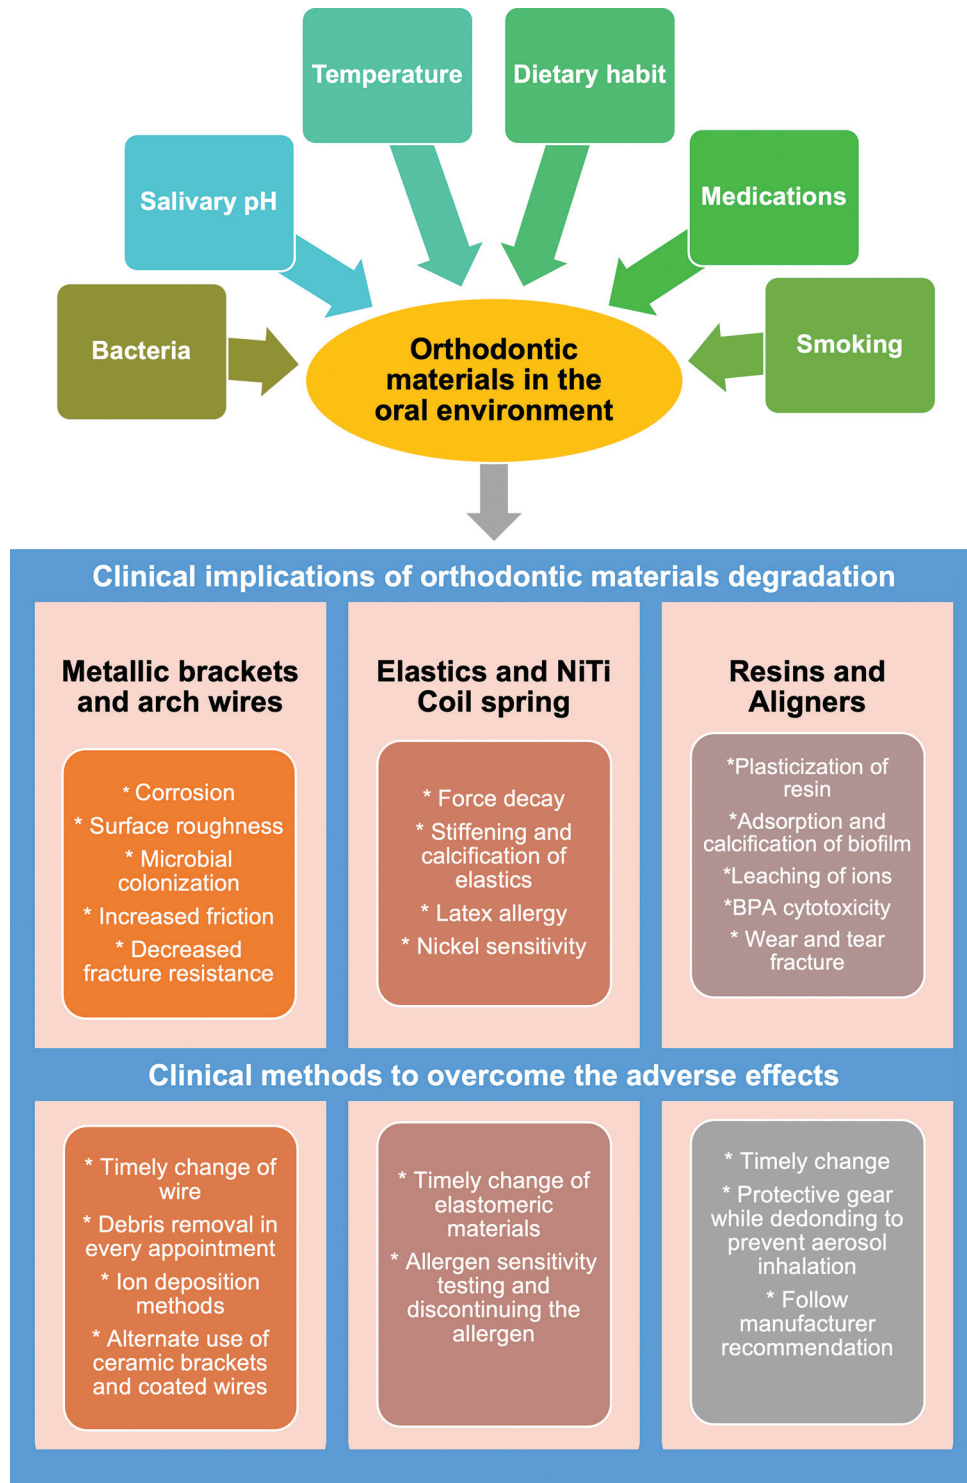 Temperature
Dietary habit
Salivary pH
Medications
Bacteria
Smoking
Orthodontic
materials in the
oral environment
Clinical implications of orthodontic materials degradation
Metallic brackets
and arch wires
* Corrosion
* Surface roughness
* Microbial
colonization
* Increased friction
* Decreased
fracture resistance
Elastics and NiTi
Coil spring
* Force decay
* Stiffening and
calcification of
elastics
* Latex allergy
* Nickel sensitivity
Resins and
Aligners
*Plasticization of
resin
*Adsorption and
calcification of biofilm
*Leaching of ions
*BPA cytotoxicity
* Wear and tear
fracture
Clinical methods to overcome the adverse effects
* Timely change of
wire
* Debris removal in
every appointment
* Ion deposition
methods
* Alternate use of
ceramic brackets
and coated wires
* Timely change of
elastomeric
materials
* Allergen sensitivity
testing and
discontinuing the
allergen
* Timely change
* Protective gear
while dedonding to
prevent aerosol
inhalation
* Follow
manufacturer
recommendation